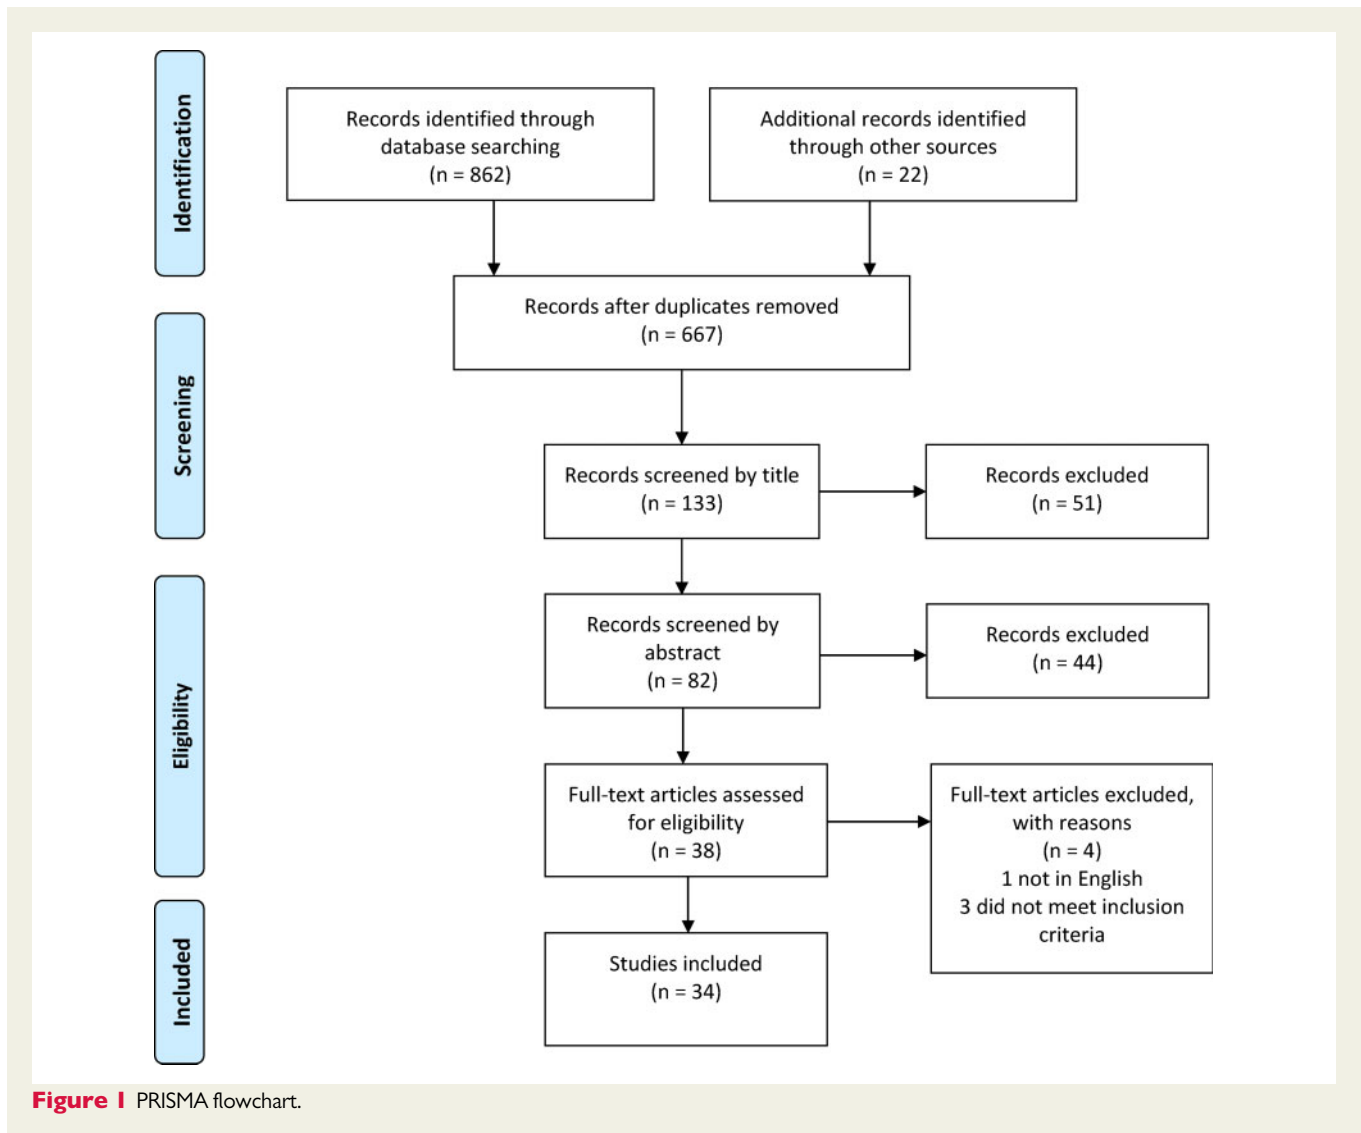 Identification
Records identified through
database searching
(n = 862)
Additional records identified
through other sources
(n = 22)
Records after duplicates removed
(n = 667)
Screening
Records screened by title
(n = 133)
Records excluded
(n = 51)
Eligibility
Records screened by
abstract
(n = 82)
Records excluded
(n = 44)
Full-text articles assessed
for eligibility
(n = 38)
Full-text articles excluded,
with reasons
(n = 4)
1 not in English
3 did not meet inclusion
criteria
Included
Studies included
(n = 34)
Figure 1 PRISMA flowchart.